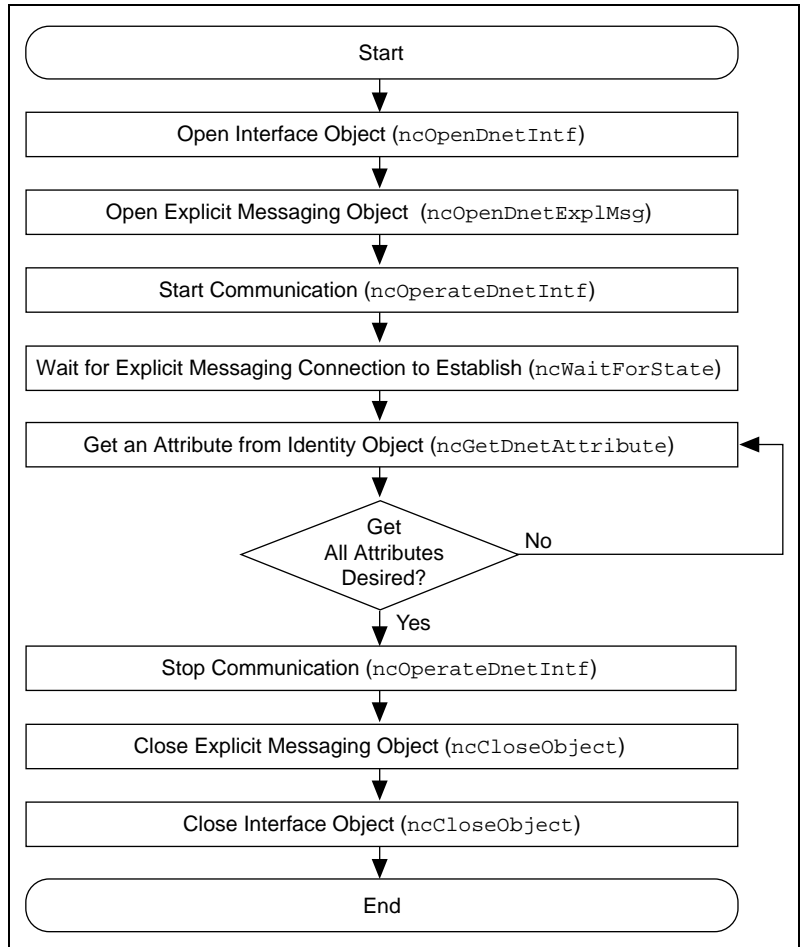 Start
Open Interface Object (ncOpenDnetIntf)
Open Explicit Messaging Object (ncOpenDnetExplMsg)
Start Communication (ncOperateDnetIntf)
Wait for Explicit Messaging Connection to Establish (ncWaitForState)
Get an Attribute from Identity Object (ncGetDnetAttribute)
Get
All Attributes
Desired?
No
Yes
Stop Communication (ncOperateDnetIntf)
Close Explicit Messaging Object (ncCloseObject)
Close Interface Object (ncCloseObject)
End